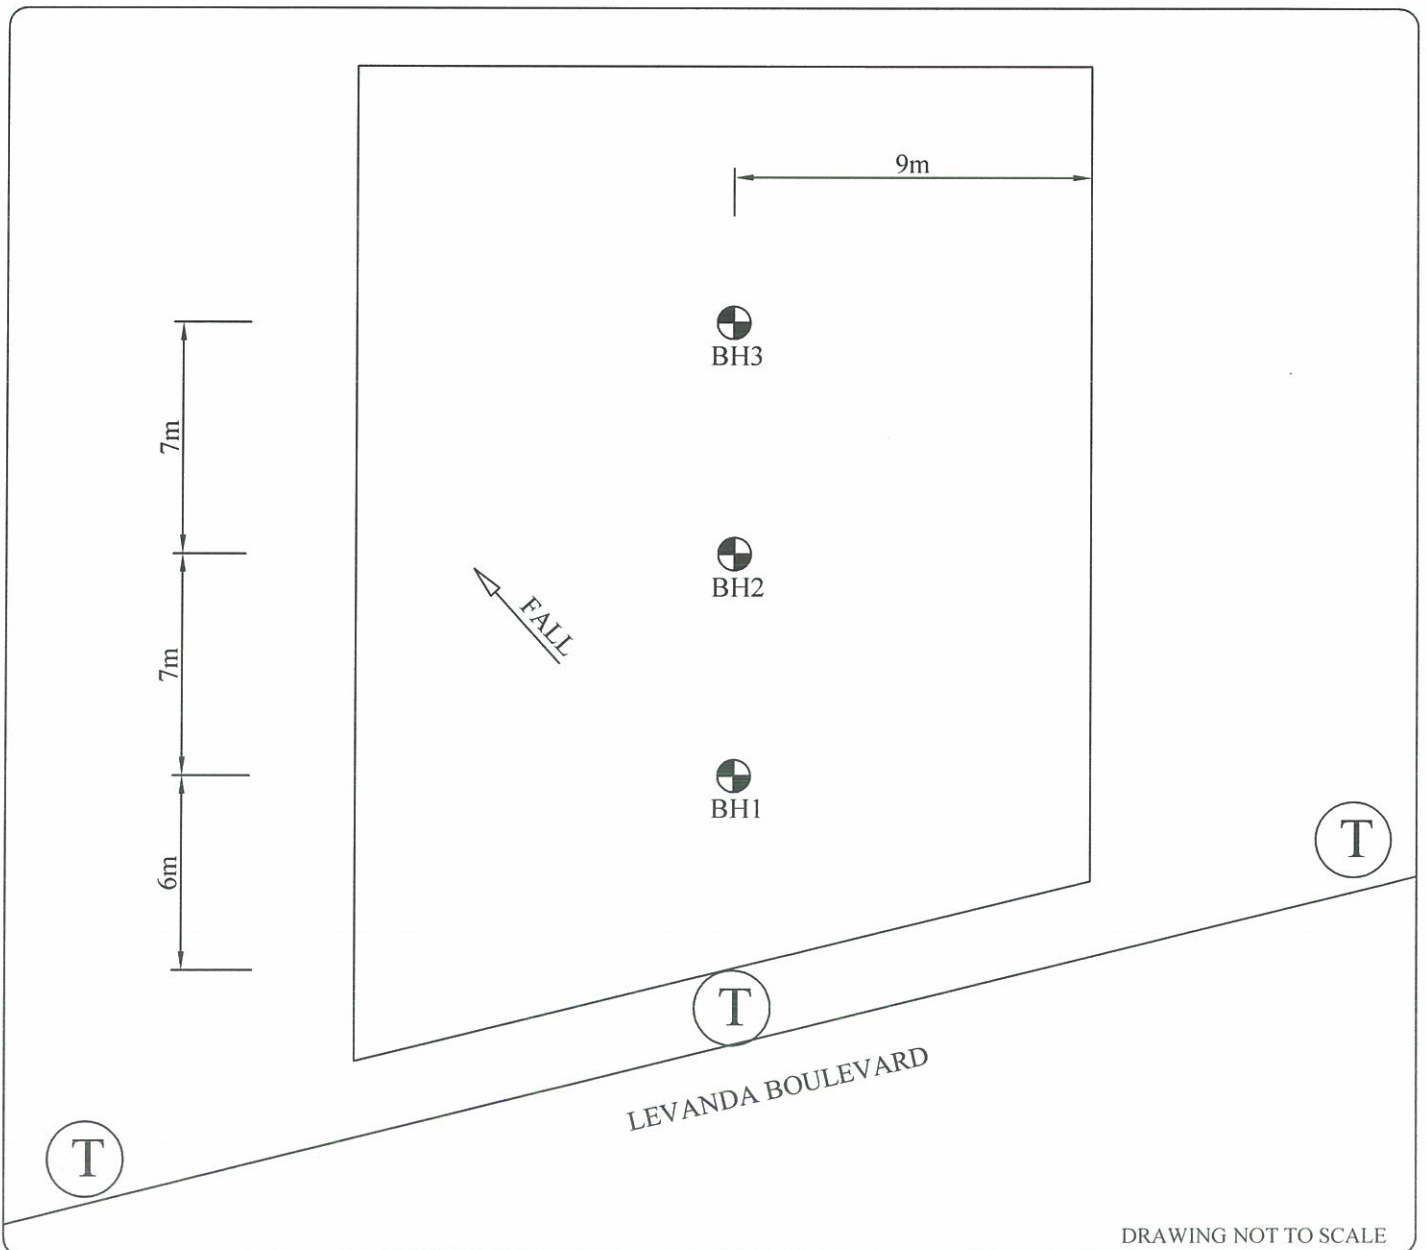 9m
BH3
7m
BH2
FALL
7m
BH1
T
6m
T
LEVANDA BOULEVARD
T
DRAWING NOT TO SCALE